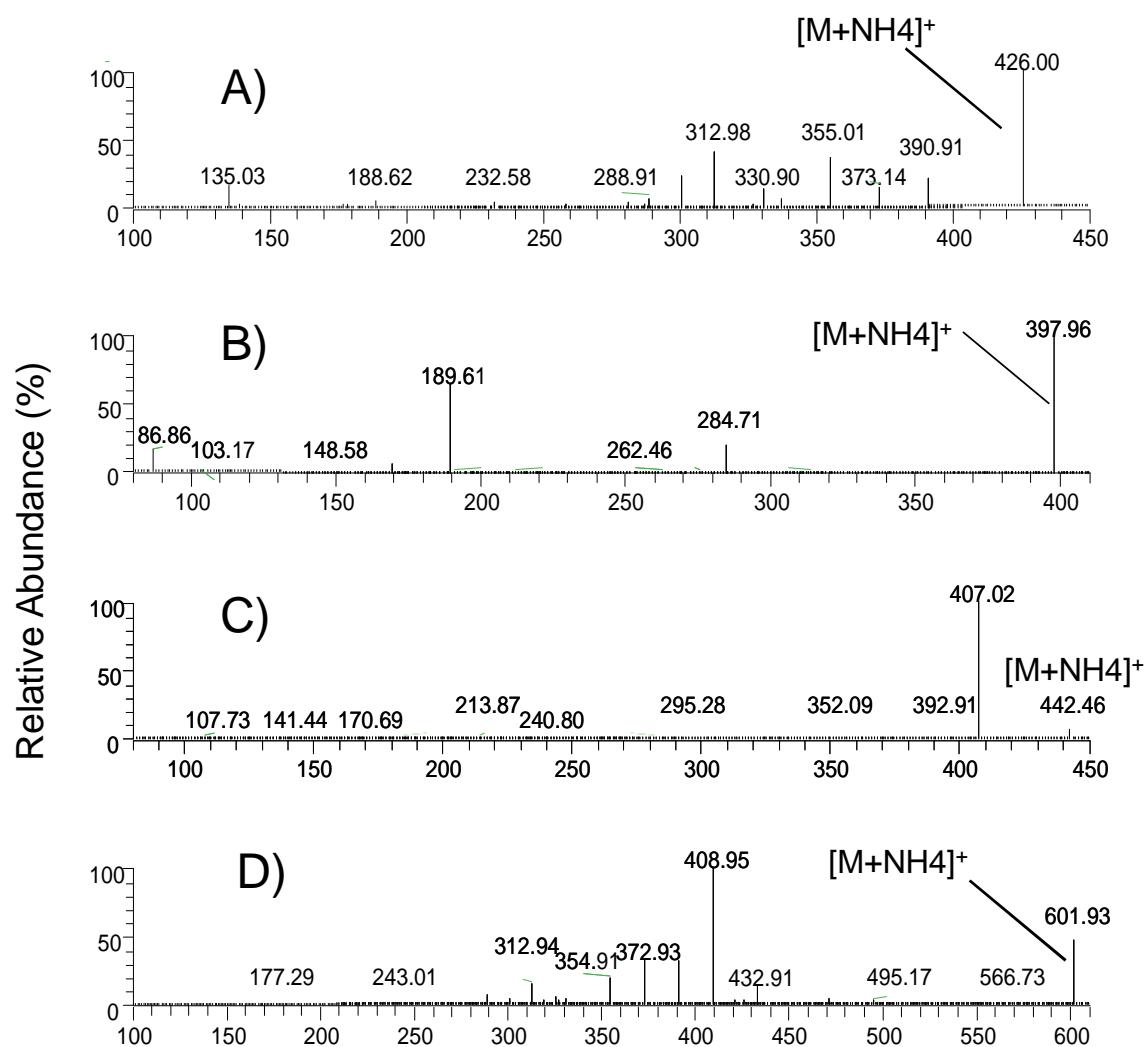 [M+NH4]+
A)
426.00
312.98
355.01
390.91
135.03
188.62
232.58
288.91
330.90
373.14
100
50
0
100 150 200 250 300 350 400 450
B)
[M+NH4]+
397.96
189.61
284.71
86.86
103.17
148.58
262.46
100
50
0
100 150 200 250 300 350 400
Relative Abundance (%)
C)
407.02
[M+NH4]+
107.73 141.44 170.69 213.87 240.80 295.28 352.09 392.91 442.46
100
50
0
100 150 200 250 300 350 400 450
D)
408.95
[M+NH4]+
601.93
312.94
354.91
372.93
177.29
243.01
432.91
495.17
566.73
100
50
0
100 150 200 250 300 350 400 450 500 550 600